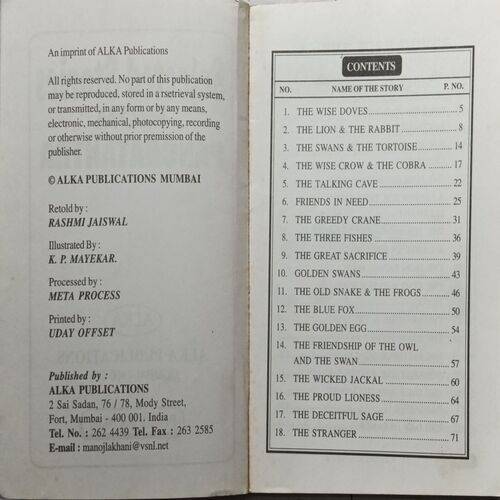 An imprint of ALKA Publications
All rights reserved. No part of this publication
may be reproduced, stored in a rsetrieval system,
or transmitted, in any form or by any means,
electronic, mechanical, photocopying, recording
or otherwise without prior premission of the
publisher.
© ALKA PUBLICATIONS MUMBAI
Retold by :
RASHMI JAISWAL
Illustrated By :
K. P. MAYEKAR.
Processed by :
META PROCESS
Printed by :
UDAY OFFSET
Published by :
ALKA PUBLICATIONS
2 Sai Sadan, 76 / 78, Mody Street,
Fort, Mumbai - 400 001. India
Tel. No. : 262 4439 Tel. Fax : 263 2585
E-mail : manojlakhani@vsnl.net
CONTENTS
NO. NAME OF THE STORY P. NO.
1. THE WISE DOVES 5
2. THE LION & THE RABBIT 8
3. THE SWANS & THE TORTOISE 14
4. THE WISE CROW & THE COBRA 17
5. THE TALKING CAVE 22
6. FRIENDS IN NEED 25
7. THE GREEDY CRANE 31
8. THE THREE FISHES 36
9. THE GREAT SACRIFICE 39
10. GOLDEN SWANS 43
11. THE OLD SNAKE & THE FROGS 46
12. THE BLUE FOX 50
13. THE GOLDEN EGG 54
14. THE FRIENDSHIP OF THE OWL
AND THE SWAN 57
15. THE WICKED JACKAL 60
16. THE PROUD LIONESS 64
17. THE DECEITFUL SAGE 67
18. THE STRANGER 71